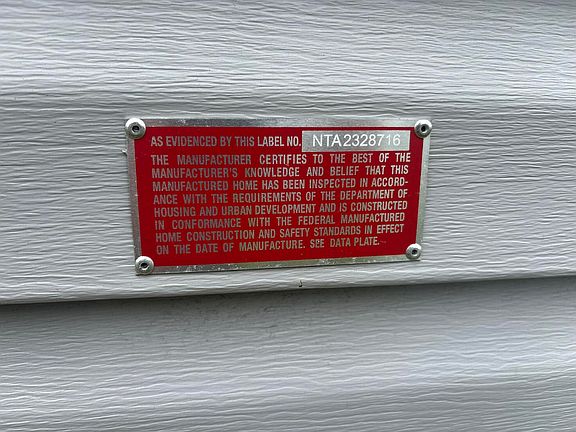 AS EVIDENCED BY THIS LABEL NO. NTA2328716
THE MANUFACTURER CERTIFIES TO THE BEST OF THE
MANUFACTURER'S KNOWLEDGE AND BELIEF THAT THIS
MANUFACTURED HOME HAS BEEN INSPECTED IN ACCORD-
ANCE WITH THE REQUIREMENTS OF THE DEPARTMENT OF
HOUSING AND URBAN DEVELOPMENT AND IS CONSTRUCTED
IN CONFORMANCE WITH THE FEDERAL MANUFACTURED
HOME CONSTRUCTION AND SAFETY STANDARDS IN EFFECT
ON THE DATE OF MANUFACTURE. SEE DATA PLATE.